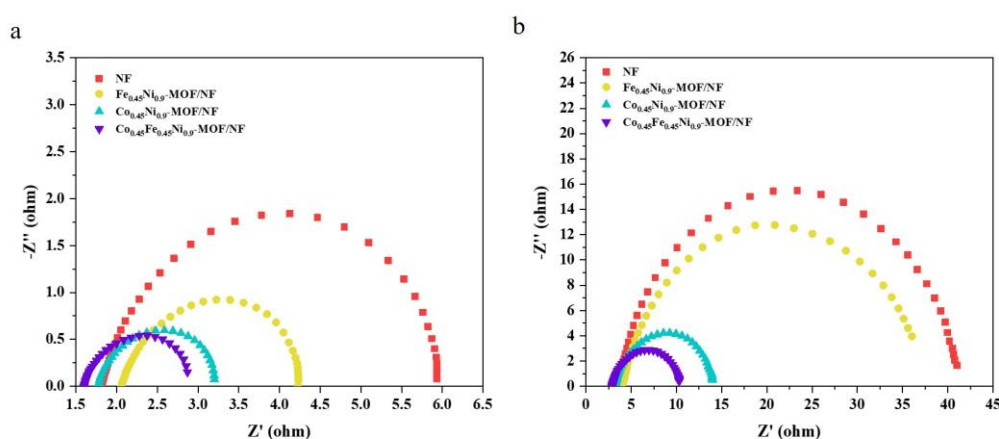 a
3.5
3.0
2.5
2.0
1.5
1.0
0.5
0.0
-Z'' (ohm)
NF
Fe₀.₄₅Ni₀.₉-MOF/NF
Co₀.₄₅Ni₀.₉-MOF/NF
Co₀.₄₅Fe₀.₄₅Ni₀.₉-MOF/NF
1.5 2.0 2.5 3.0 3.5 4.0 4.5 5.0 5.5 6.0 6.5
Z' (ohm)
b
26
24
22
20
18
16
14
12
10
8
6
4
2
0
-Z'' (ohm)
NF
Fe₀.₄₅Ni₀.₉-MOF/NF
Co₀.₄₅Ni₀.₉-MOF/NF
Co₀.₄₅Fe₀.₄₅Ni₀.₉-MOF/NF
0 5 10 15 20 25 30 35 40 45
Z' (ohm)